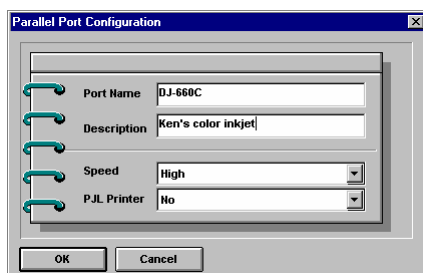 Parallel Port Configuration
Port Name DJ-660C
Description Ken's color inkjet
Speed High
PJL Printer No
OK Cancel